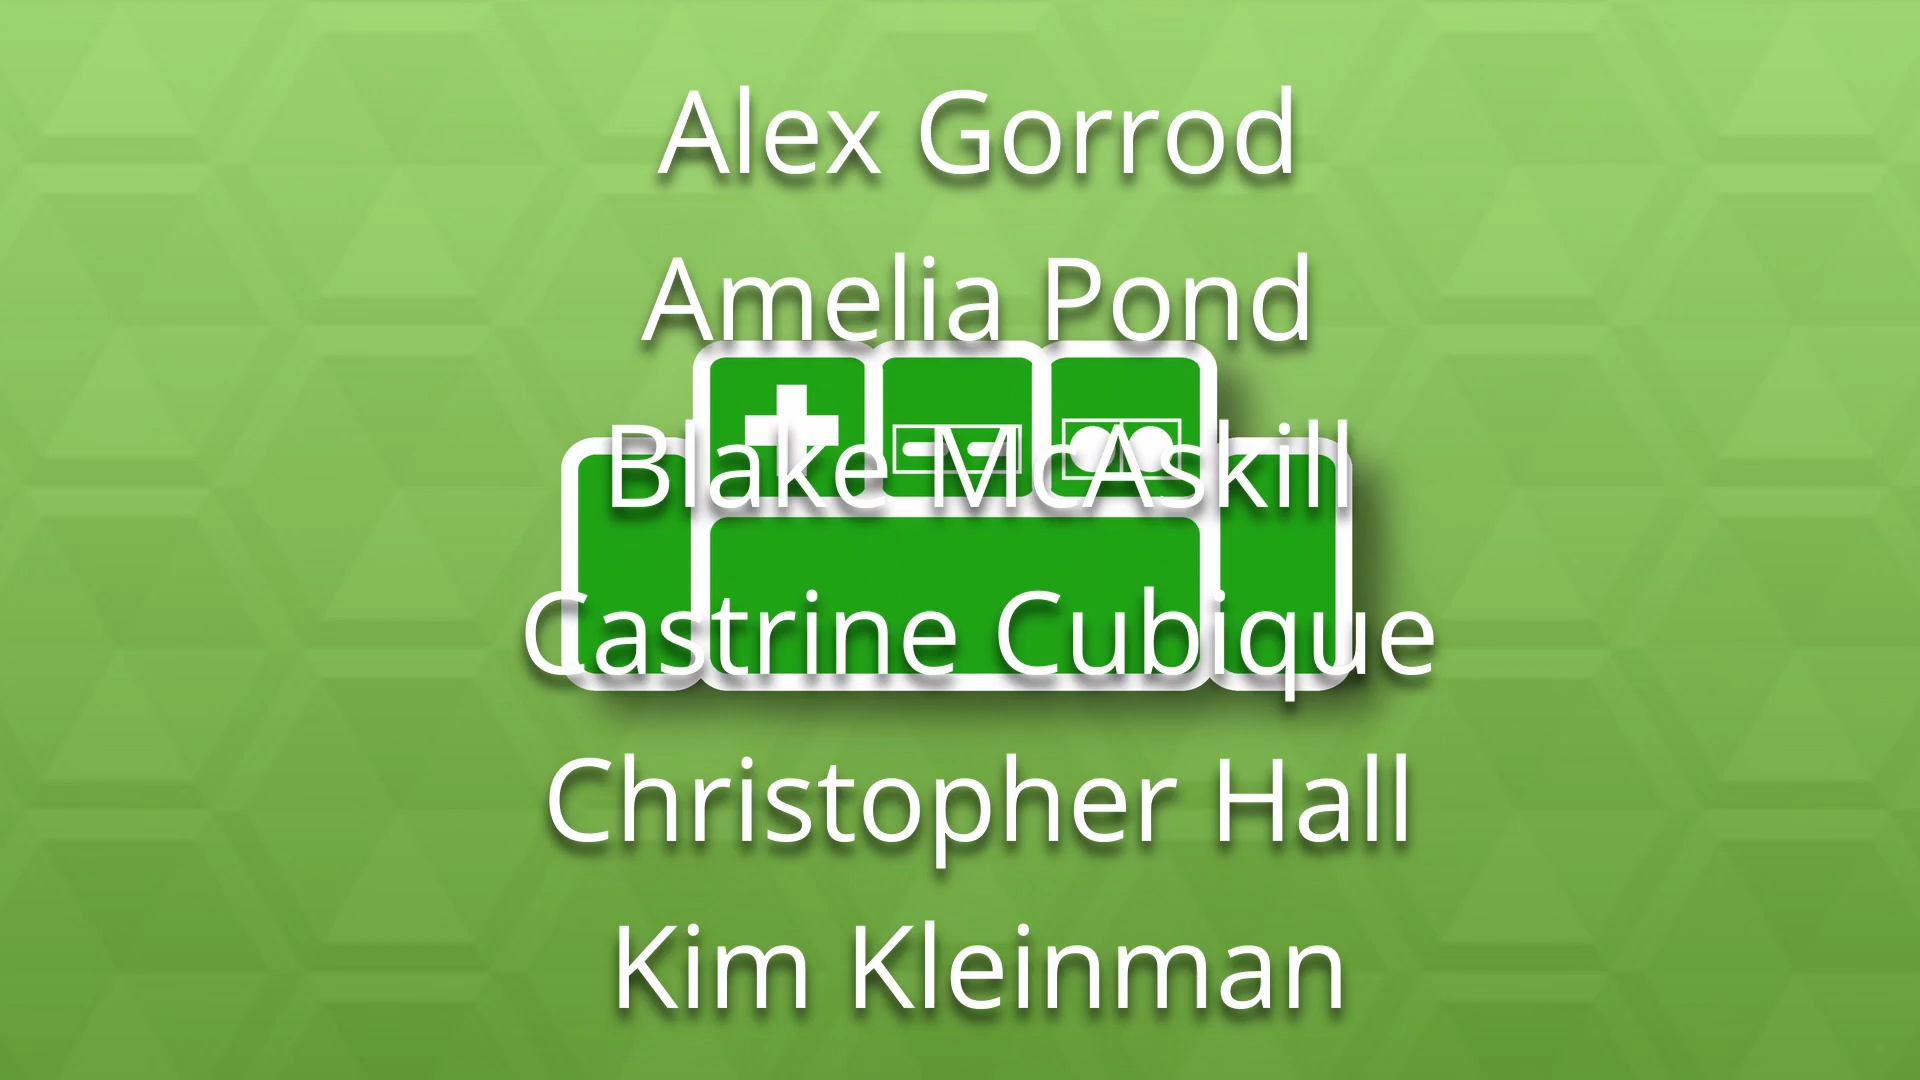 Alex Gorrod
Amelia Pond
Blake McAskill
Castrine Cubique
Christopher Hall
Kim Kleinman